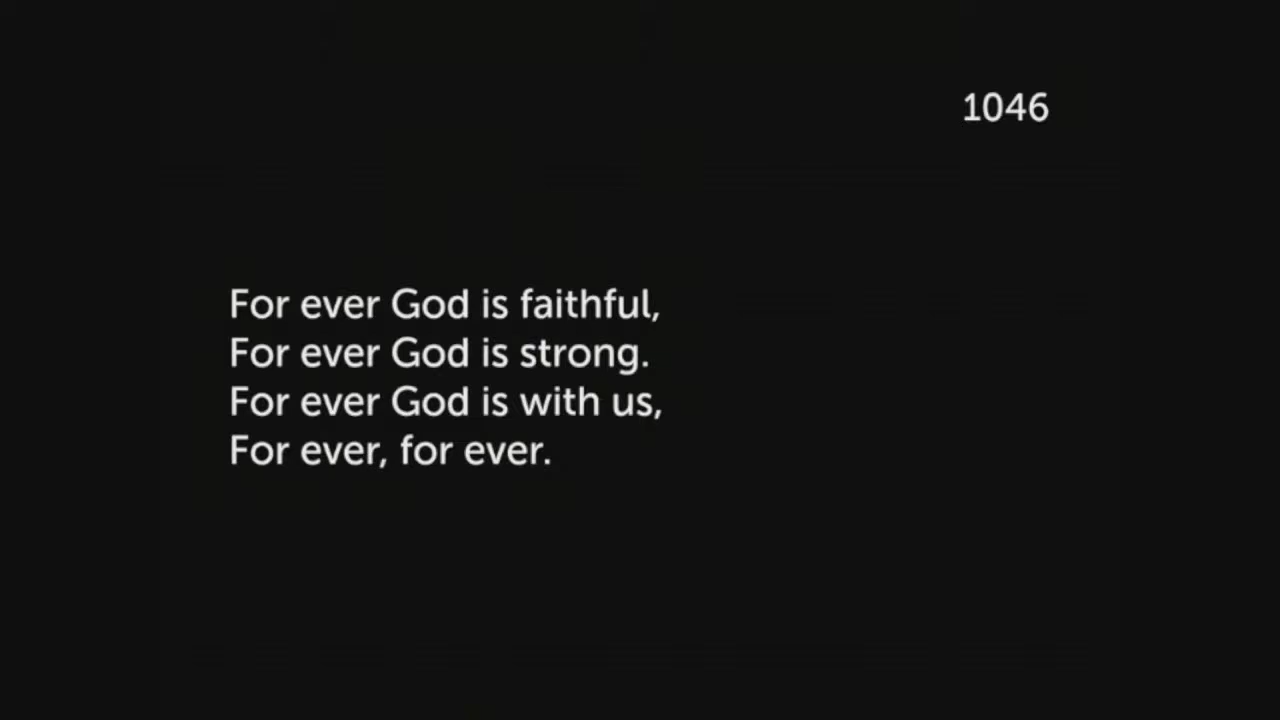 1046
For ever God is faithful,
For ever God is strong.
For ever God is with us,
For ever, for ever.